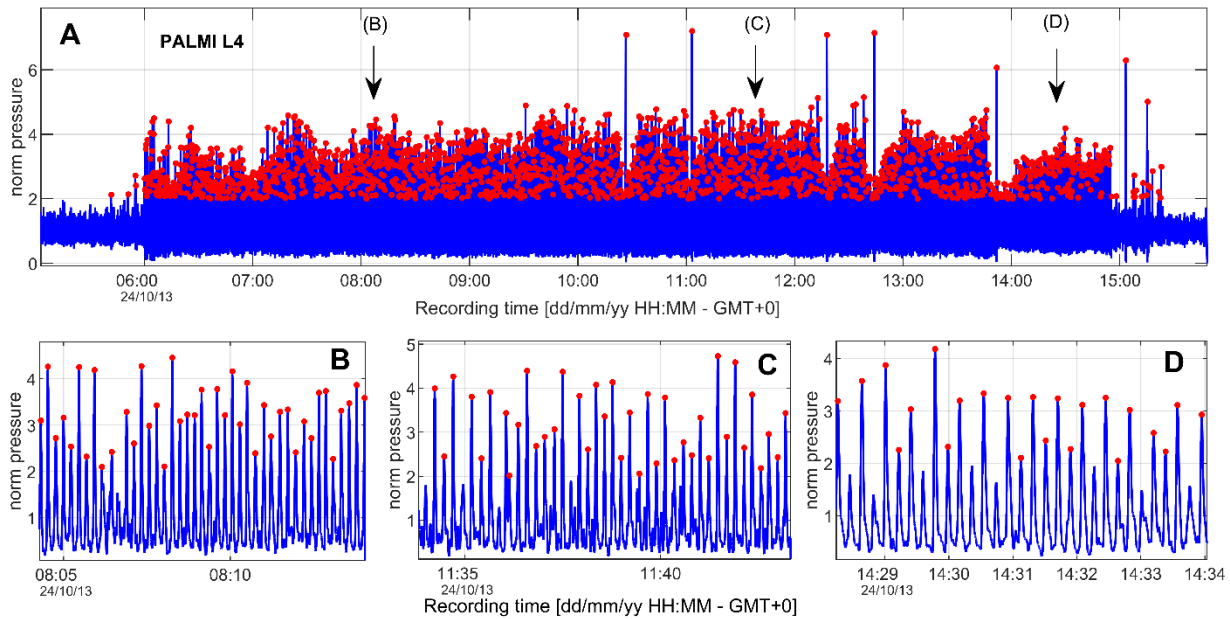 A
PALMI L4
(B)
(C)
(D)
norm pressure
6
4
2
0
06:00 07:00 08:00 09:00 10:00 11:00 12:00 13:00 14:00 15:00
24/10/13
Recording time [dd/mm/yy HH:MM - GMT+0]
B
norm pressure
4
3
2
1
08:05 08:10
24/10/13
C
norm pressure
5
4
3
2
1
11:35 11:40
24/10/13
D
norm pressure
4
3
2
1
14:29 14:30 14:31 14:32 14:33 14:34
24/10/13
Recording time [dd/mm/yy HH:MM - GMT+0]